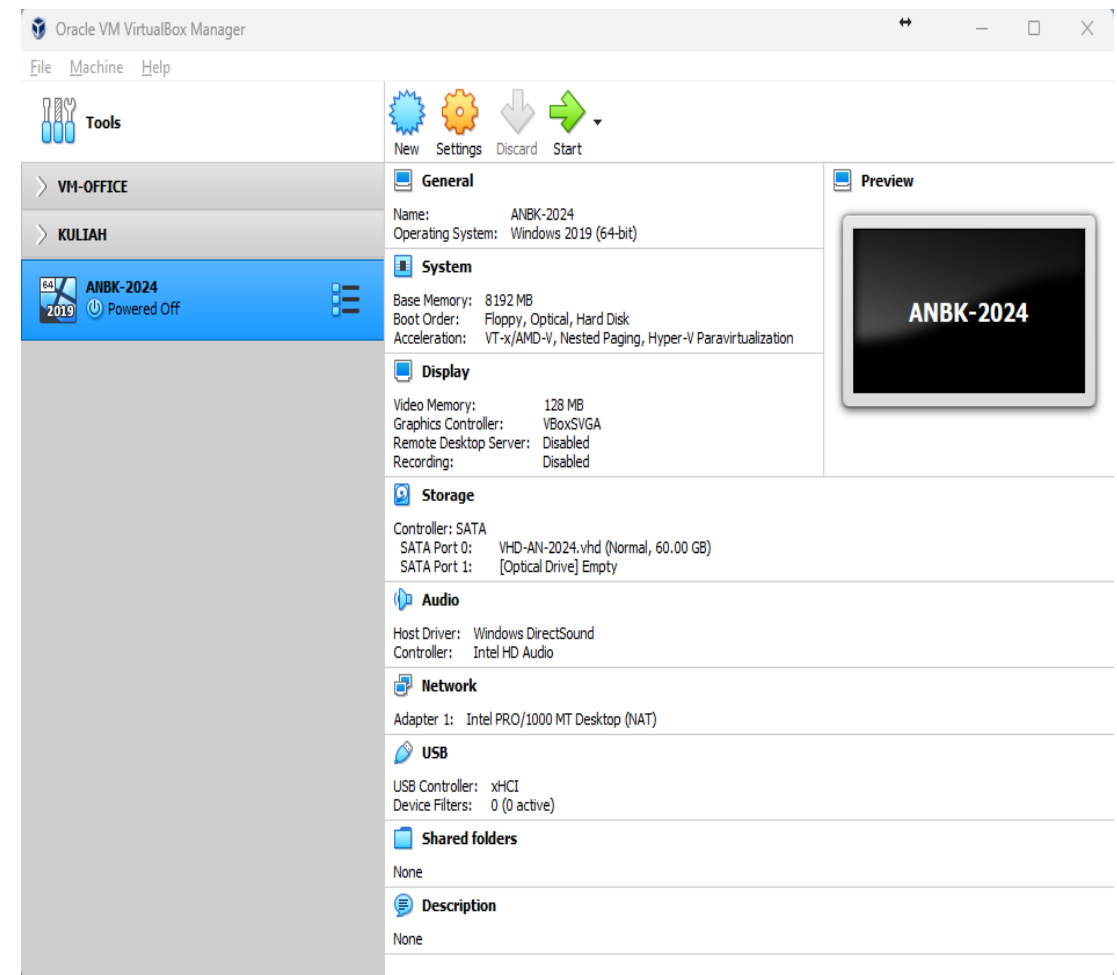 Oracle VM VirtualBox Manager
File Machine Help
Tools
New Settings Discard Start
VM-OFFICE
KULIAH
64
2019
ANBK-2024
Powered Off
General
Name: ANBK-2024
Operating System: Windows 2019 (64-bit)
System
Base Memory: 8192 MB
Boot Order: Floppy, Optical, Hard Disk
Acceleration: VT-x/AMD-V, Nested Paging, Hyper-V Paravirtualization
Display
Video Memory: 128 MB
Graphics Controller: VBoxSVGA
Remote Desktop Server: Disabled
Recording: Disabled
Preview
ANBK-2024
Storage
Controller: SATA
SATA Port 0: VHD-AN-2024.vhd (Normal, 60.00 GB)
SATA Port 1: [Optical Drive] Empty
Audio
Host Driver: Windows DirectSound
Controller: Intel HD Audio
Network
Adapter 1: Intel PRO/1000 MT Desktop (NAT)
USB
USB Controller: xHCI
Device Filters: 0 (0 active)
Shared folders
None
Description
None